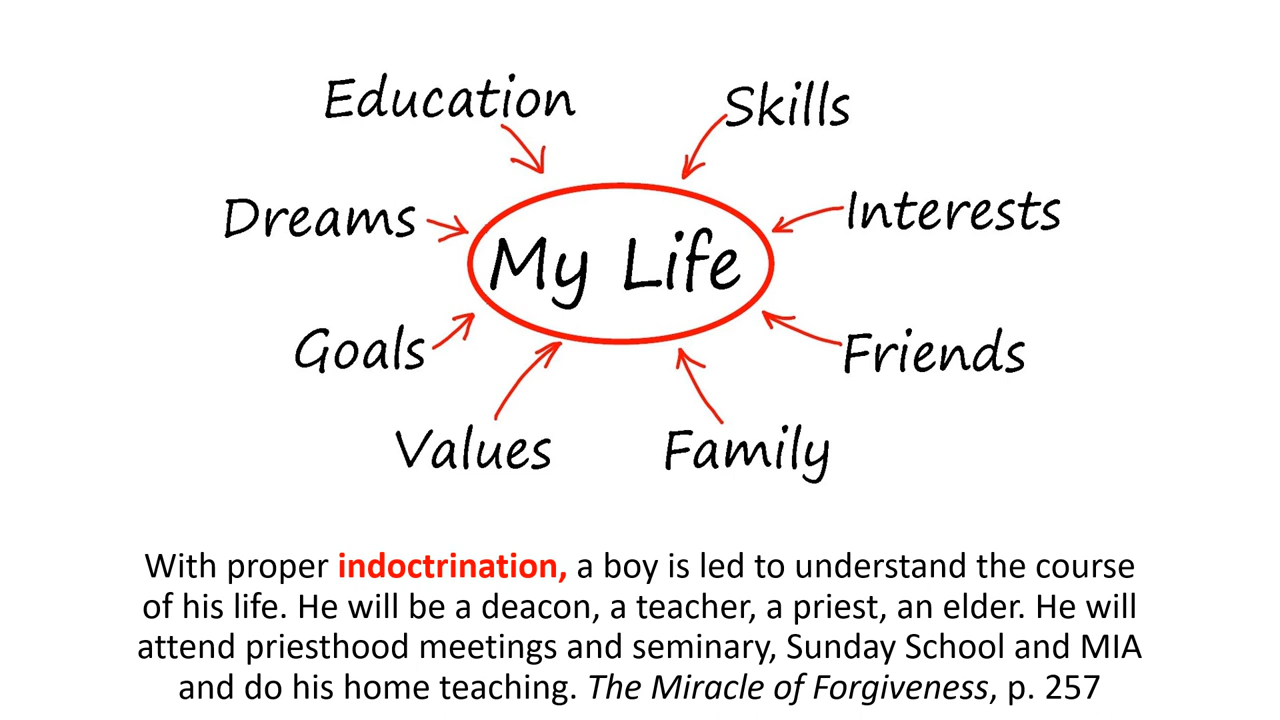 Education
Skills
Dreams
Interests
My Life
Goals
Friends
Values
Family
With proper indoctrination, a boy is led to understand the course
of his life. He will be a deacon, a teacher, a priest, an elder. He will
attend priesthood meetings and seminary, Sunday School and MIA
and do his home teaching. The Miracle of Forgiveness, p. 257